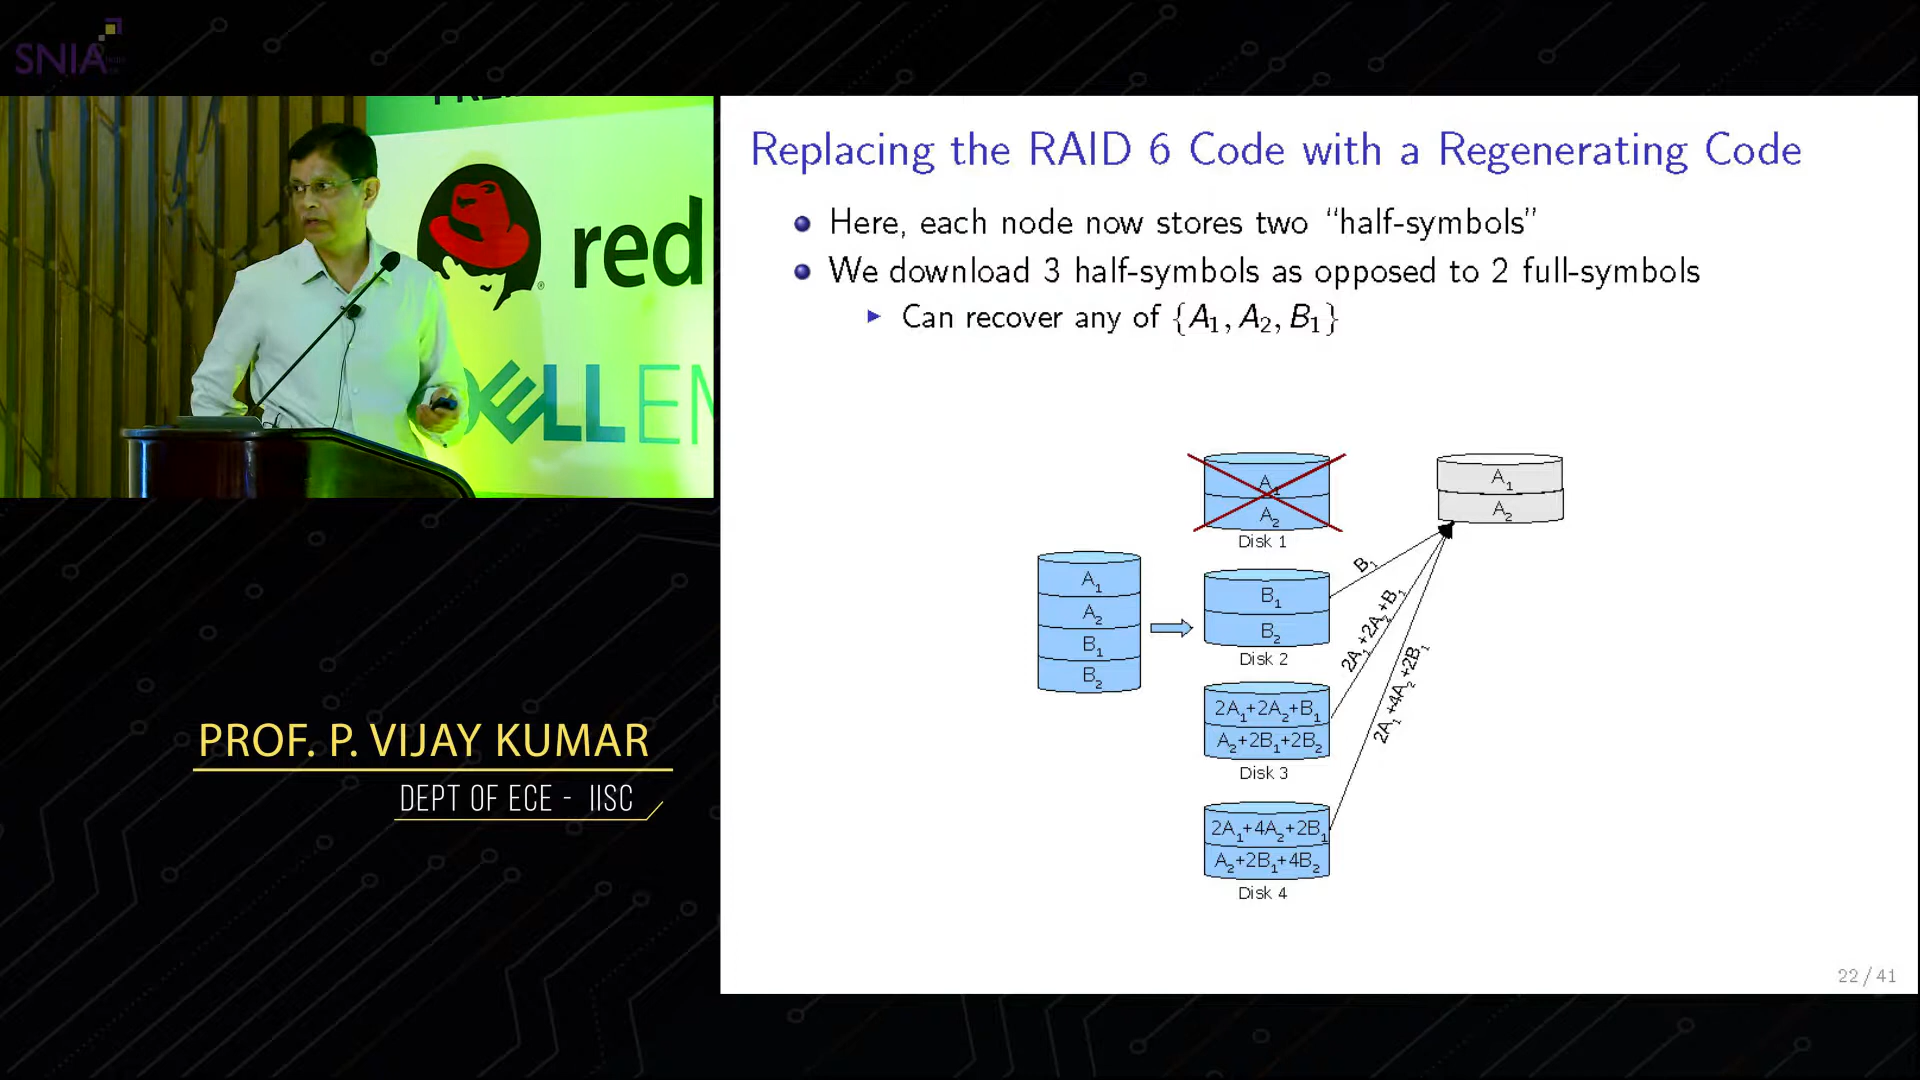 SNIA
red
DELL EM
PROF. P. VIJAY KUMAR
DEPT OF ECE - IISC
Replacing the RAID 6 Code with a Regenerating Code
Here, each node now stores two “half-symbols”
We download 3 half-symbols as opposed to 2 full-symbols
Can recover any of {A₁, A₂, B₁}
A₁
A₂
B₁
B₂
A₁
A₂
Disk 1
B₁
B₂
Disk 2
2A₁+2A₂+B₁
A₂+2B₁+2B₂
Disk 3
2A₁+4A₂+2B₁
A₂+2B₁+4B₂
Disk 4
B₁
2A₁+2A₂+B₁
2A₁+4A₂+2B₁
A₁
A₂
22 / 41